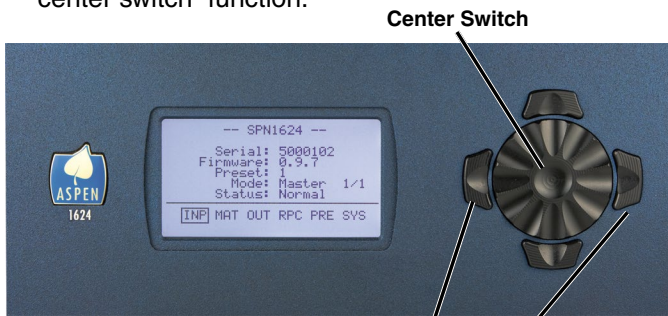 center switch" function.
Center Switch
-- SPN1624 --
Serial: 5000102
Firmware: 0.9.7
Preset: 1
Mode: Master 1/1
Status: Normal
INP MAT OUT RPC PRE SYS
ASPEN
1624